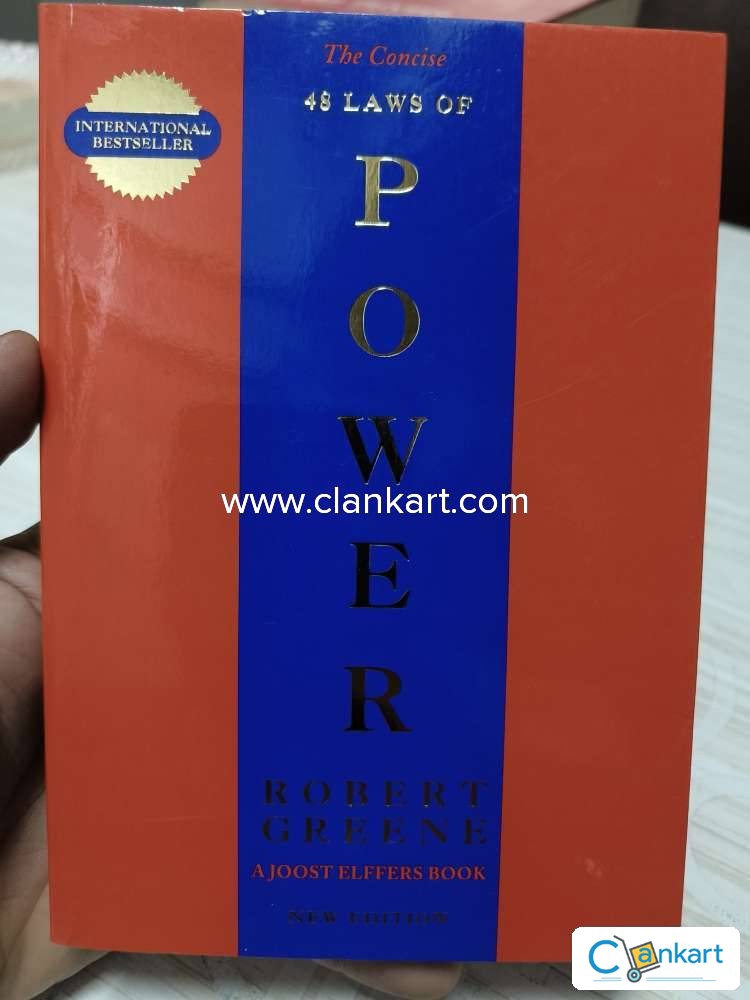 The Concise
48 LAWS OF
INTERNATIONAL
BESTSELLER
P
O
W
E
R
www.clankart.com
ROBERT
GREENE
A JOOST ELFFERS BOOK
NEW EDITION
Clankart